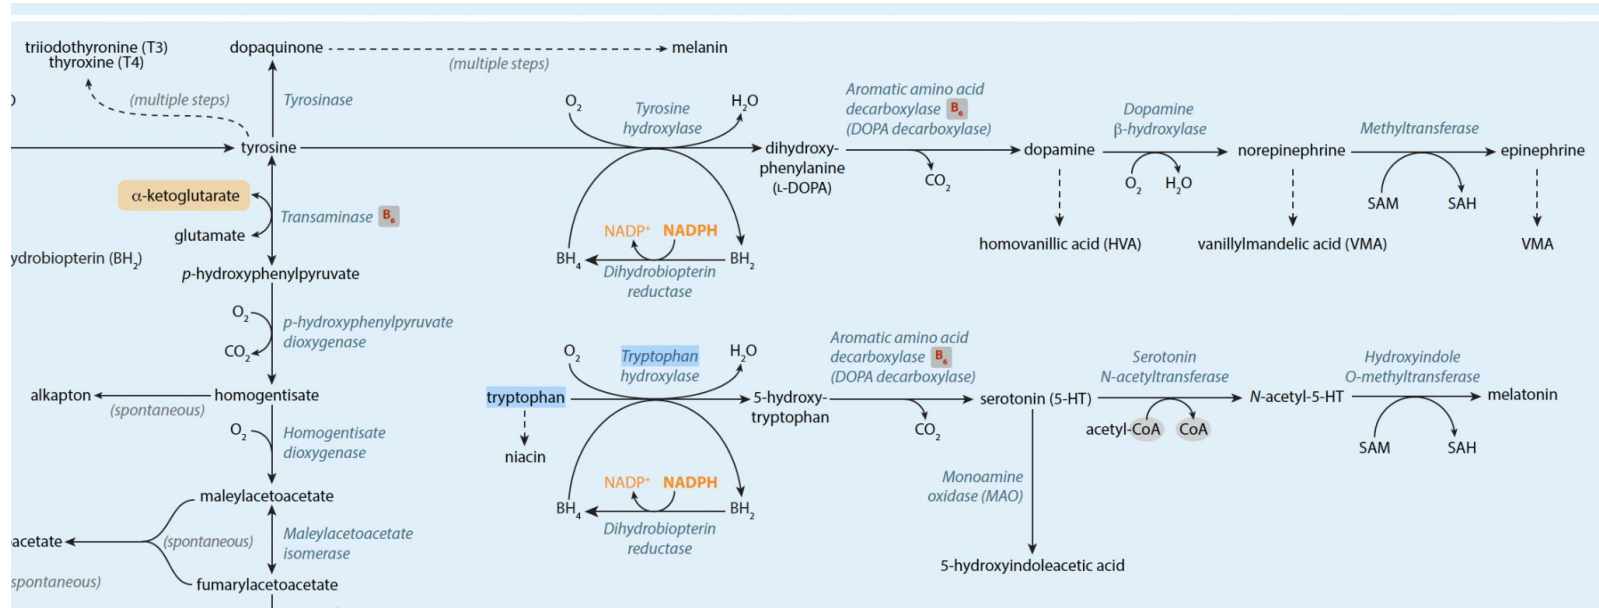 triiodothyronine (T3)
thyroxine (T4)
(multiple steps)
dopaquinone
melanin
(multiple steps)
Tyrosinase
tyrosine
O₂
Tyrosine
hydroxylase
H₂O
dihydroxy-
phenylanine
(L-DOPA)
Aromatic amino acid
decarboxylase B₆
(DOPA decarboxylase)
CO₂
dopamine
Dopamine
β-hydroxylase
O₂
H₂O
norepinephrine
Methyltransferase
SAM
SAH
epinephrine
α-ketoglutarate
glutamate
Transaminase B₆
NADP⁺
NADPH
BH₄
BH₂
Dihydrobiopterin
reductase
homovanillic acid (HVA)
vanillylmandelic acid (VMA)
VMA
ydrobiopterin (BH₂)
p-hydroxyphenylpyruvate
O₂
CO₂
p-hydroxyphenylpyruvate
dioxygenase
alkapton
(spontaneous)
homogentisate
O₂
Homogentisate
dioxygenase
maleylacetoacetate
acetate
(spontaneous)
Maleylacetoacetate
isomerase
spontaneous)
fumarylacetoacetate
tryptophan
niacin
O₂
Tryptophan
hydroxylase
H₂O
5-hydroxy-
tryptophan
NADP⁺
NADPH
BH₄
BH₂
Dihydrobiopterin
reductase
Aromatic amino acid
decarboxylase B₆
(DOPA decarboxylase)
CO₂
serotonin (5-HT)
Serotonin
N-acetyltransferase
acetyl-CoA
CoA
N-acetyl-5-HT
Hydroxyindole
O-methyltransferase
SAM
SAH
melatonin
Monoamine
oxidase (MAO)
5-hydroxyindoleacetic acid